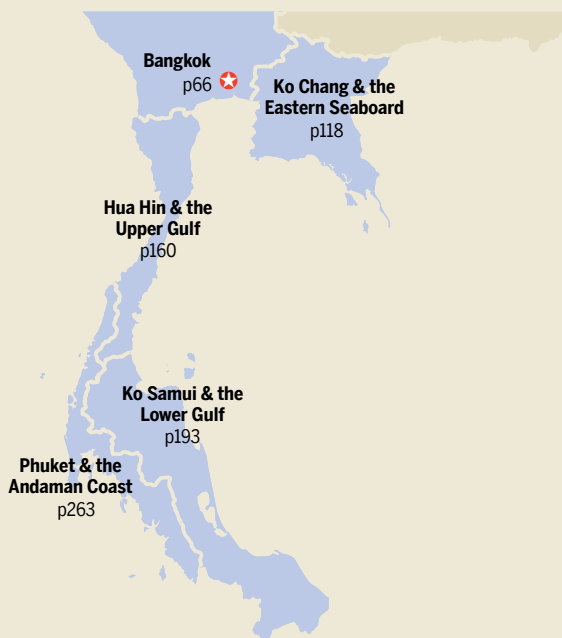 Bangkok
p66
Ko Chang & the
Eastern Seaboard
p118
Hua Hin & the
Upper Gulf
p160
Ko Samui & the
Lower Gulf
p193
Phuket & the
Andaman Coast
p263